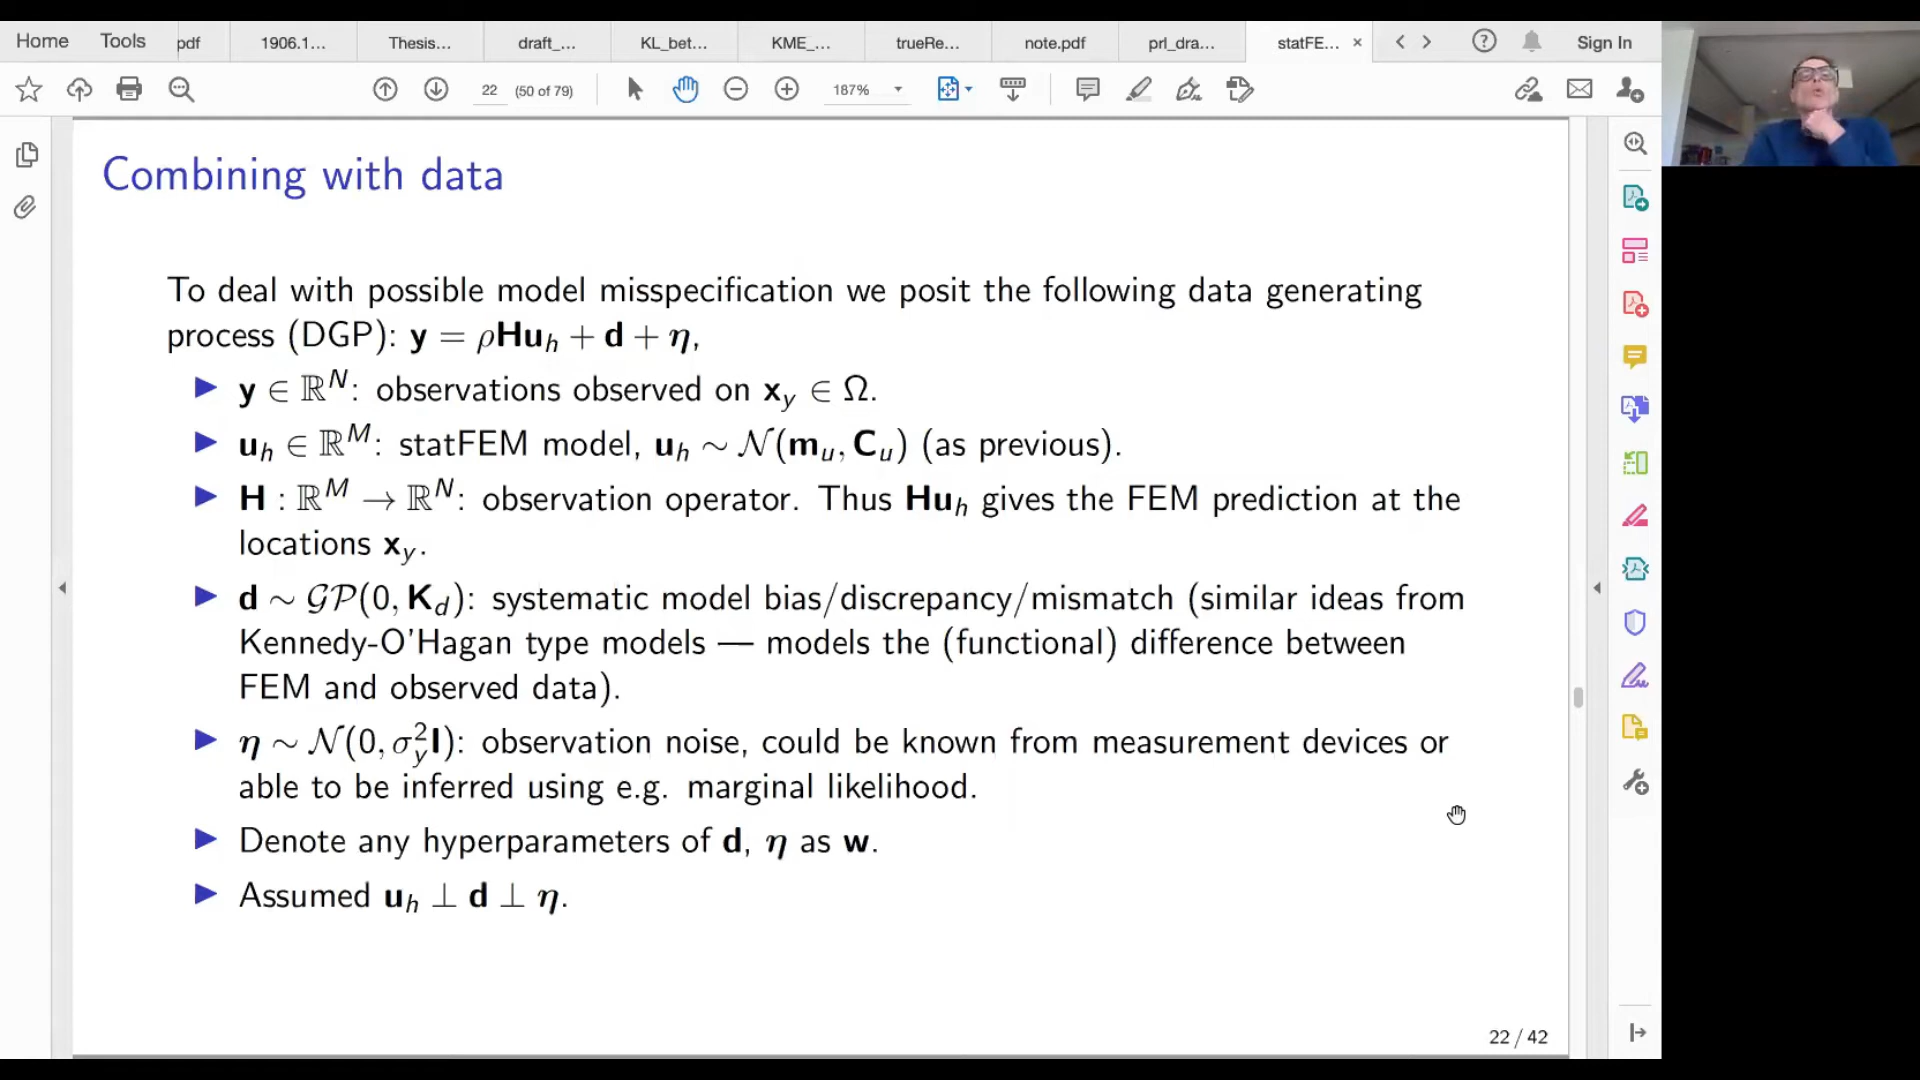 Home Tools pdf 1906.1... Thesis... draft_... KL_bet... KME_... trueRe... note.pdf prl_dra... statFE... × Sign In
22 (50 of 79) 187%
Combining with data
To deal with possible model misspecification we posit the following data generating
process (DGP): y = ρHu_h + d + η,
▶ y ∈ ℝ^N: observations observed on x_y ∈ Ω.
▶ u_h ∈ ℝ^M: statFEM model, u_h ∼ 𝒩(m_u, C_u) (as previous).
▶ H : ℝ^M → ℝ^N: observation operator. Thus Hu_h gives the FEM prediction at the
locations x_y.
▶ d ∼ 𝒢𝒫(0, K_d): systematic model bias/discrepancy/mismatch (similar ideas from
Kennedy-O'Hagan type models — models the (functional) difference between
FEM and observed data).
▶ η ∼ 𝒩(0, σ_y^2 I): observation noise, could be known from measurement devices or
able to be inferred using e.g. marginal likelihood.
▶ Denote any hyperparameters of d, η as w.
▶ Assumed u_h ⊥ d ⊥ η.
22 / 42